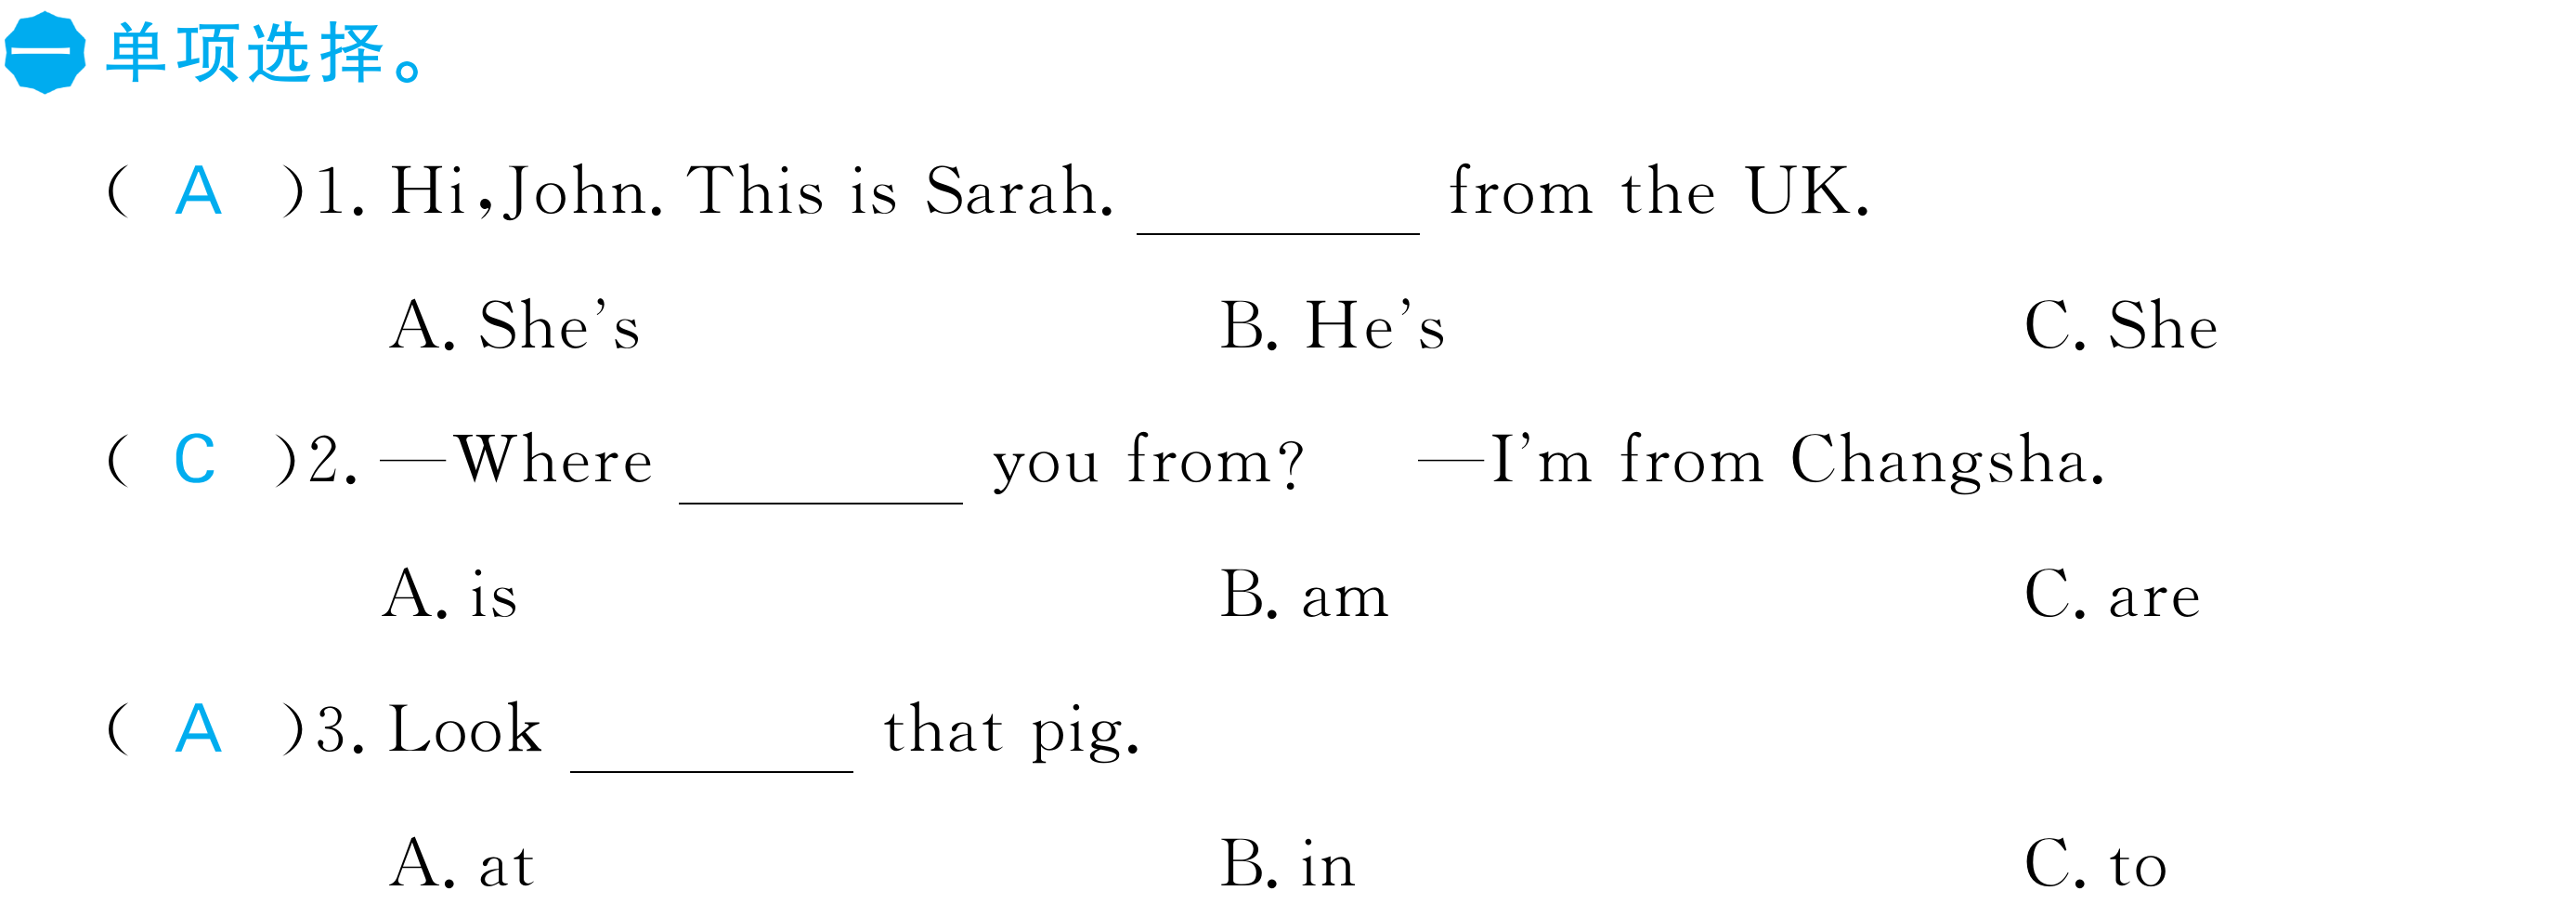 一 单项选择。
( A )1. Hi,John. This is Sarah. ________ from the UK.
A. She's B. He's C. She
( C )2. —Where ________ you from? —I'm from Changsha.
A. is B. am C. are
( A )3. Look ________ that pig.
A. at B. in C. to